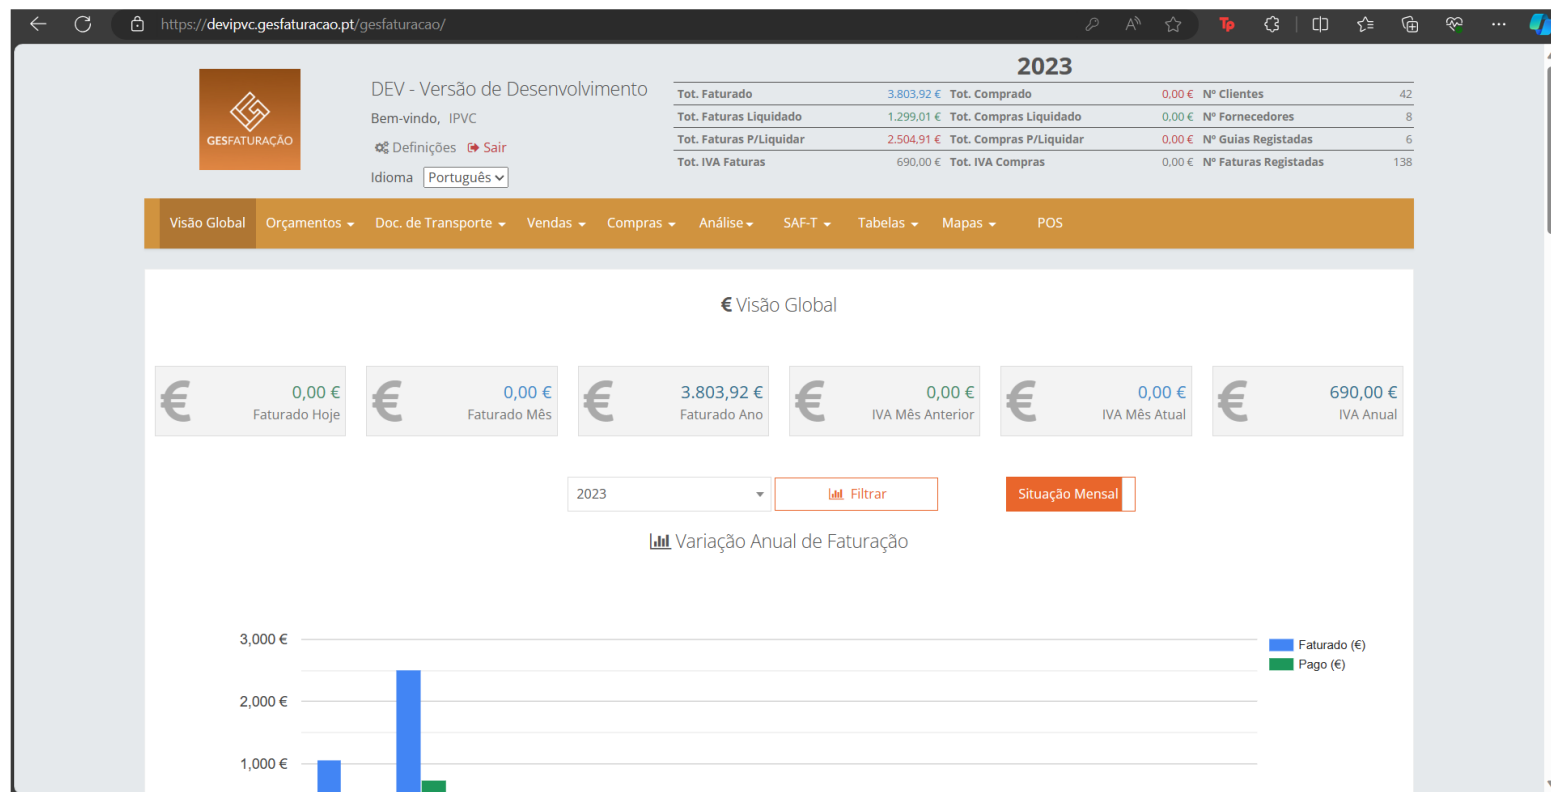 https://devipvc.gesfaturacao.pt/gesfaturacao/
GESFATURAÇÃO
DEV - Versão de Desenvolvimento
Bem-vindo, IPVC
Definições Sair
Idioma Português
2023
Tot. Faturado 3.803,92 € Tot. Comprado 0,00 € Nº Clientes 42
Tot. Faturas Liquidado 1.299,01 € Tot. Compras Liquidado 0,00 € Nº Fornecedores 8
Tot. Faturas P/Liquidar 2.504,91 € Tot. Compras P/Liquidar 0,00 € Nº Guias Registadas 6
Tot. IVA Faturas 690,00 € Tot. IVA Compras 0,00 € Nº Faturas Registadas 138
Visão Global Orçamentos Doc. de Transporte Vendas Compras Análise SAF-T Tabelas Mapas POS
€ Visão Global
€ 0,00 € € 0,00 € € 3.803,92 € € 0,00 € € 0,00 € € 690,00 €
Faturado Hoje Faturado Mês Faturado Ano IVA Mês Anterior IVA Mês Atual IVA Anual
2023 Filtrar Situação Mensal
Variação Anual de Faturação
3,000 €
2,000 €
1,000 €
Faturado (€)
Pago (€)